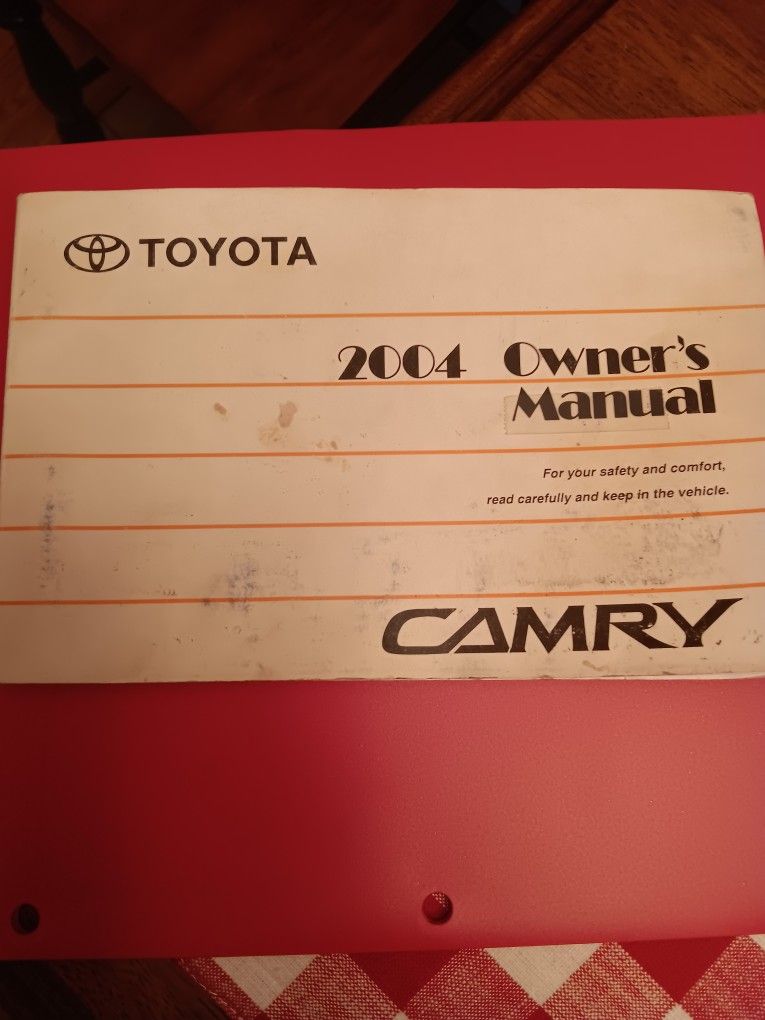 TOYOTA
2004 Owner's
Manual
For your safety and comfort,
read carefully and keep in the vehicle.
CAMRY